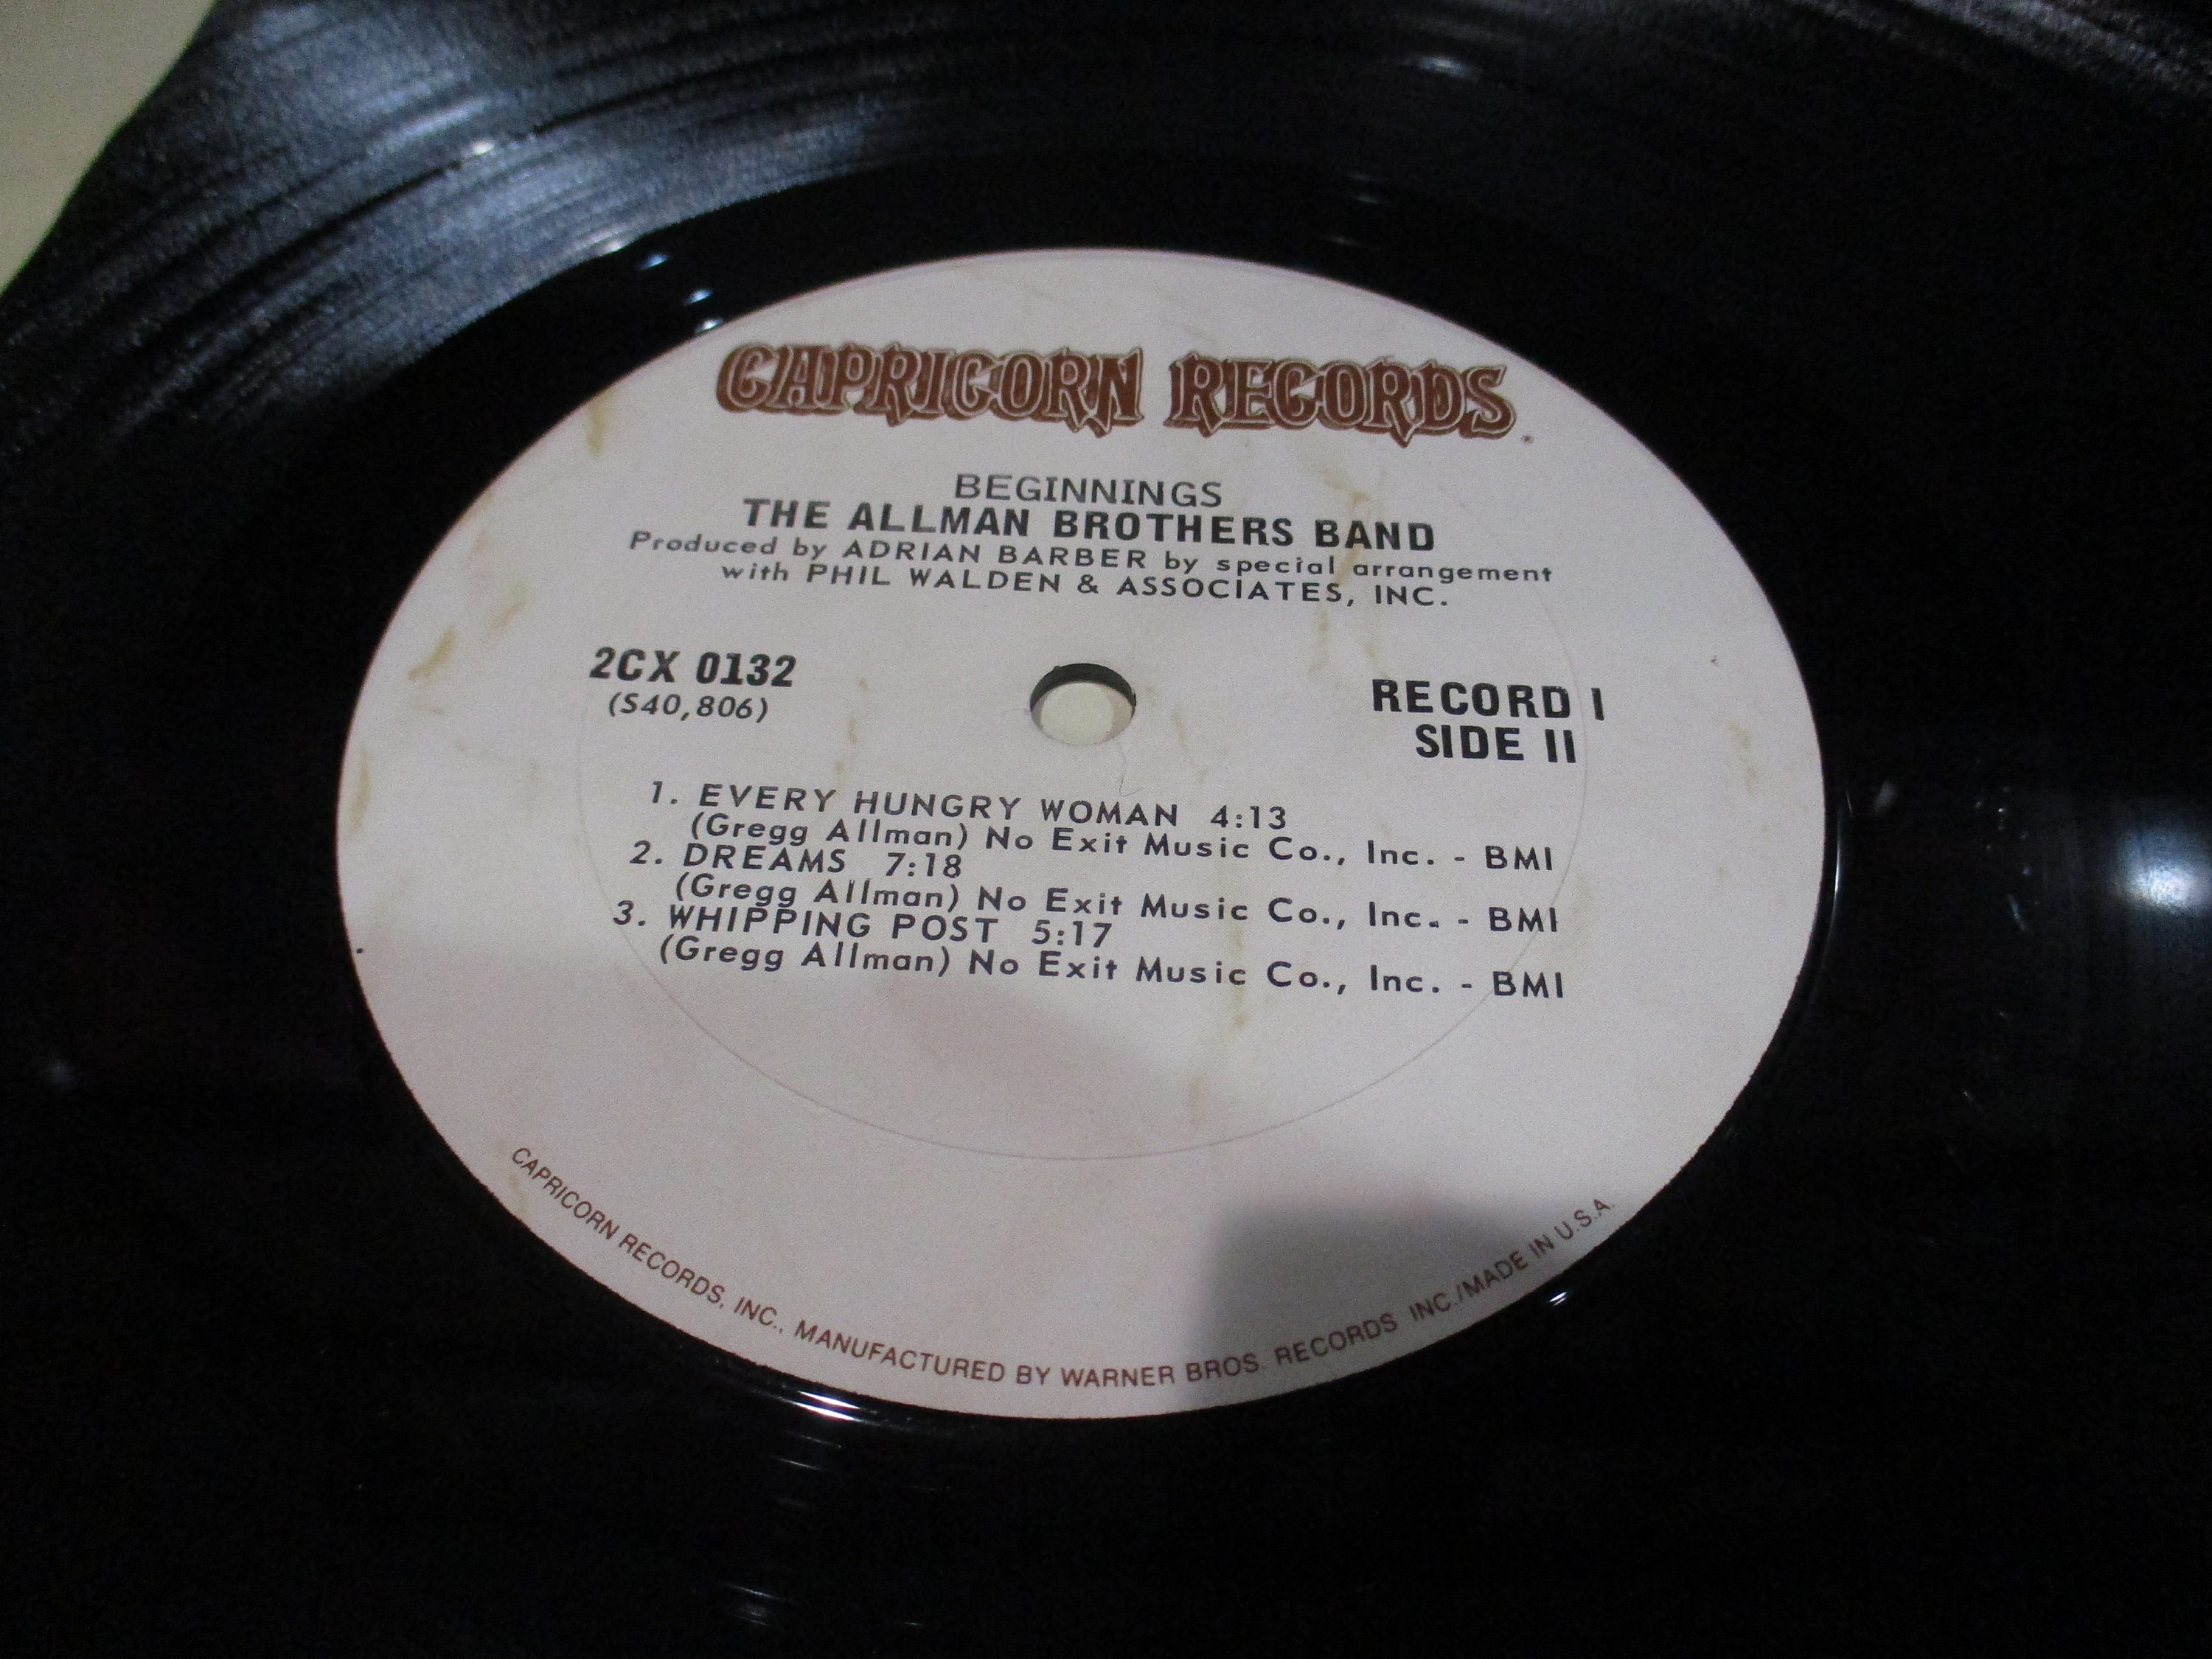 CAPRICORN RECORDS
BEGINNINGS
THE ALLMAN BROTHERS BAND
Produced by ADRIAN BARBER by special arrangement
with PHIL WALDEN & ASSOCIATES, INC.
2CX 0132
(S40,806)
RECORD I
SIDE II
1. EVERY HUNGRY WOMAN 4:13
(Gregg Allman) No Exit Music Co., Inc. - BMI
2. DREAMS 7:18
(Gregg Allman) No Exit Music Co., Inc. - BMI
3. WHIPPING POST 5:17
(Gregg Allman) No Exit Music Co., Inc. - BMI
CAPRICORN RECORDS, INC., MANUFACTURED BY WARNER BROS. RECORDS INC./MADE IN U.S.A.